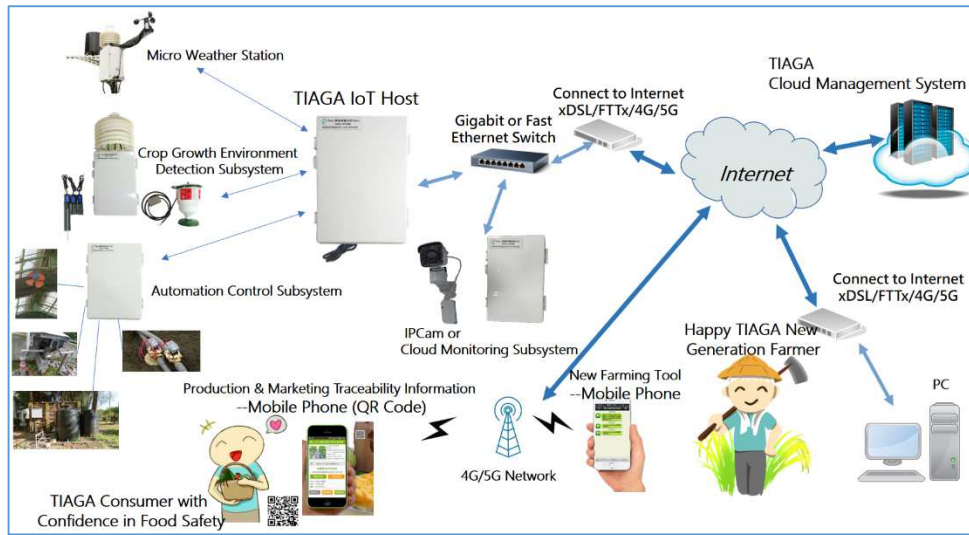 Micro Weather Station
TIAGA IoT Host
Crop Growth Environment
Detection Subsystem
Automation Control Subsystem
Gigabit or Fast
Ethernet Switch
Connect to Internet
xDSL/FTTx/4G/5G
TIAGA
Cloud Management System
Internet
IPCam or
Cloud Monitoring Subsystem
Connect to Internet
xDSL/FTTx/4G/5G
Happy TIAGA New
Generation Farmer
PC
New Farming Tool
--Mobile Phone
4G/5G Network
Production & Marketing Traceability Information
--Mobile Phone (QR Code)
TIAGA Consumer with
Confidence in Food Safety